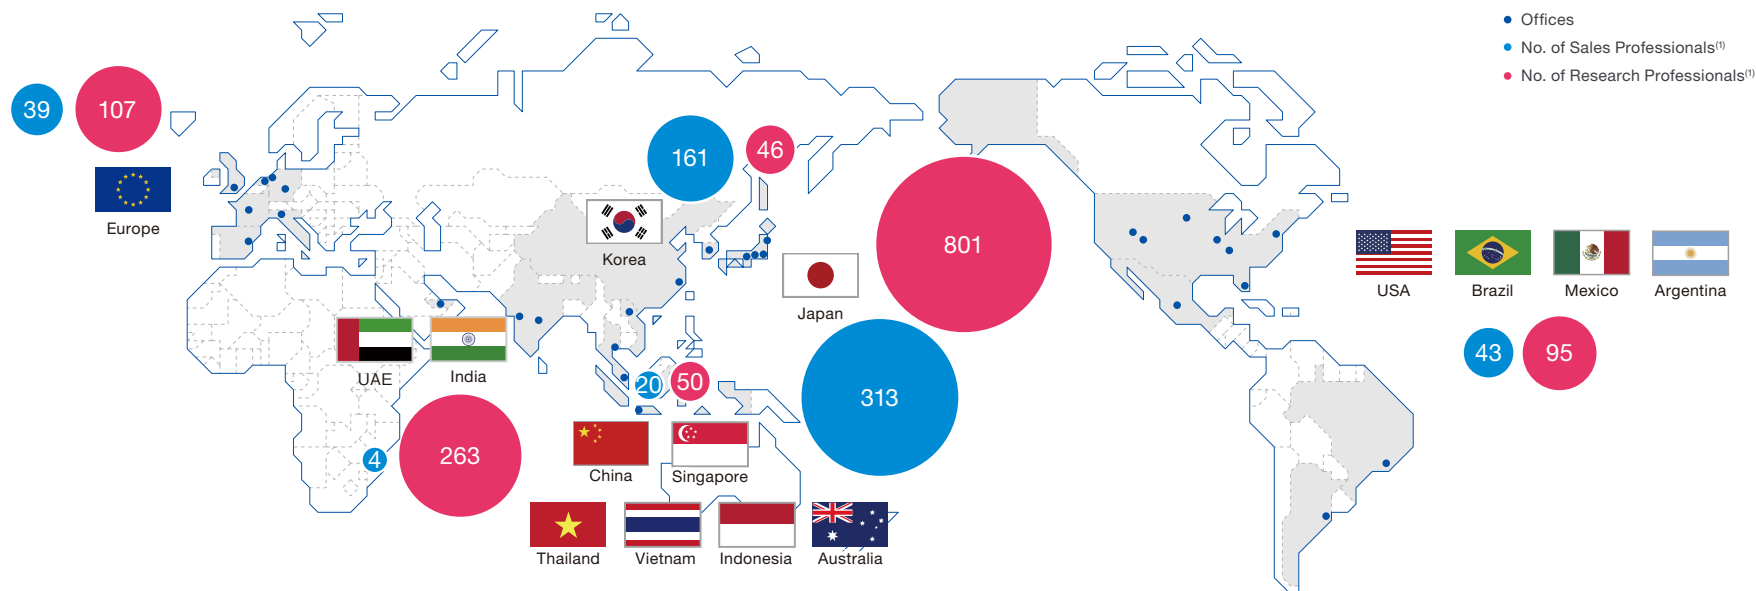 Offices
No. of Sales Professionals(1)
No. of Research Professionals(1)
39
107
Europe
161
46
Korea
801
Japan
313
USA
Brazil
Mexico
Argentina
43
95
UAE
India
4
263
20
50
China
Singapore
Thailand
Vietnam
Indonesia
Australia